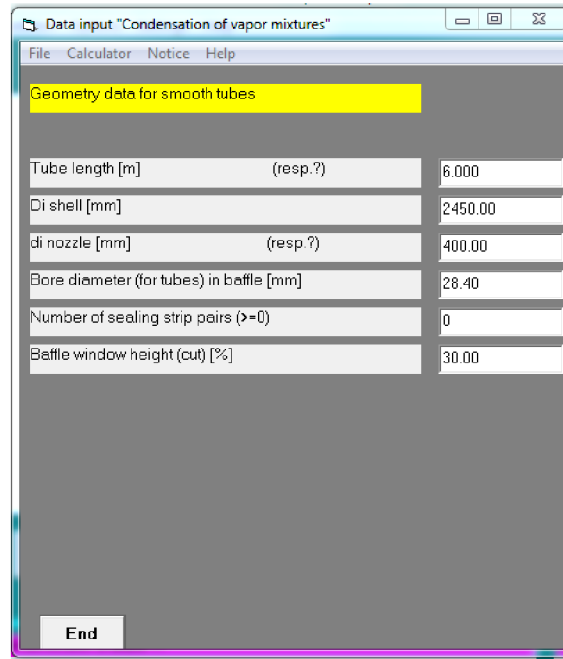 Data input "Condensation of vapor mixtures"
File Calculator Notice Help
Geometry data for smooth tubes
Tube length [m] (resp.?) 6.000
Di shell [mm] 2450.00
di nozzle [mm] (resp.?) 400.00
Bore diameter (for tubes) in baffle [mm] 28.40
Number of sealing strip pairs (>=0) 0
Baffle window height (cut) [%] 30.00
End